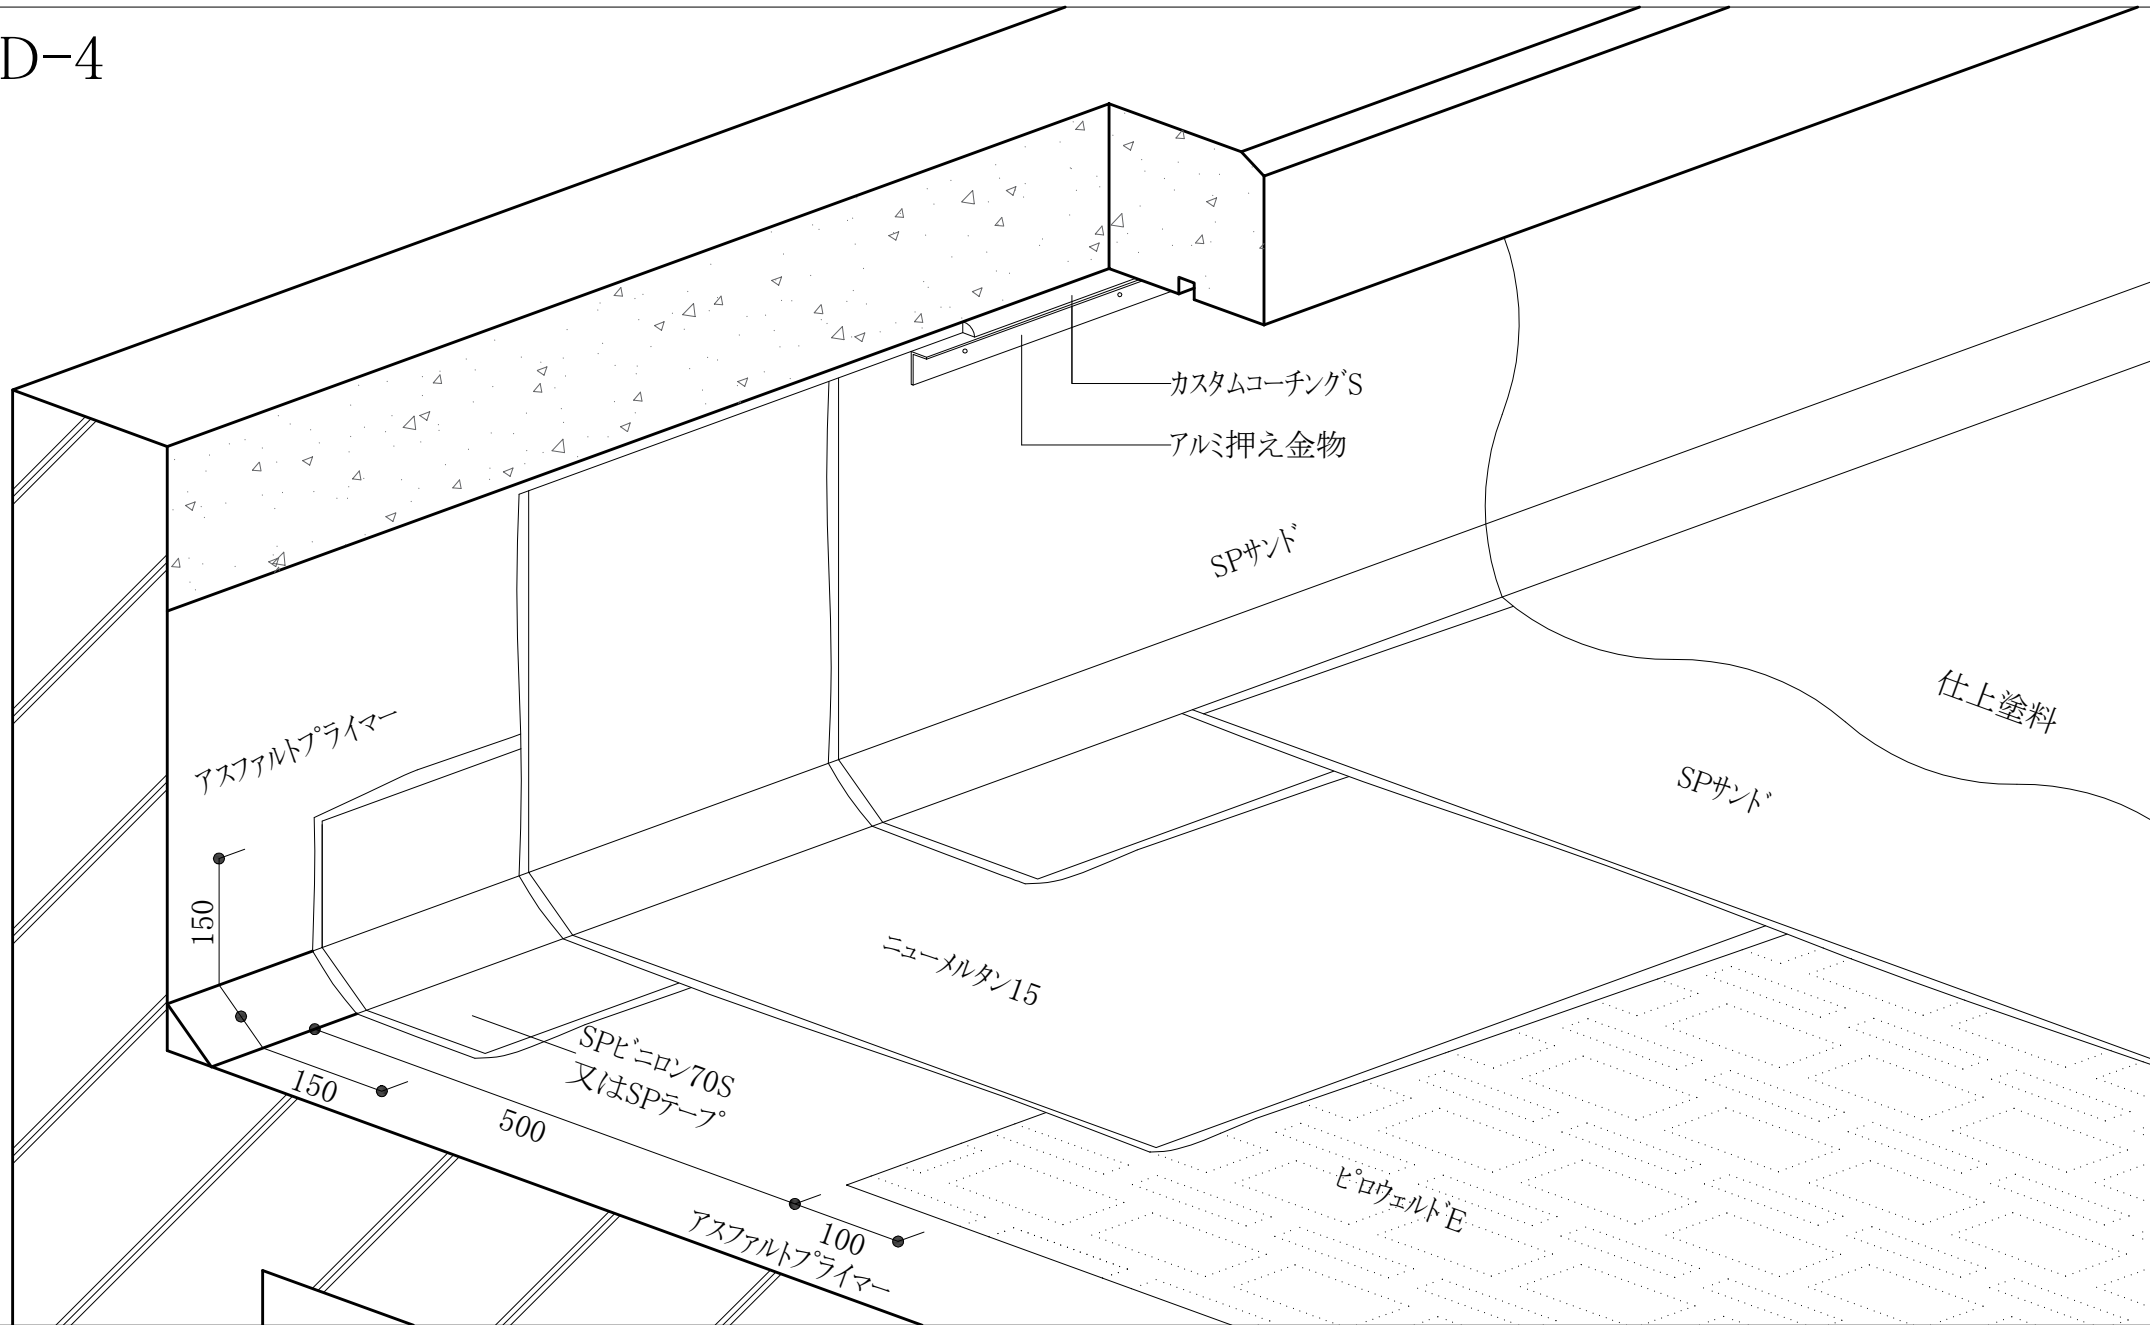 D-4
カスタムコーチングS
アルミ押え金物
SPサンド
仕上塗料
アスファルトプライマー
SPサンド
150
ニューメルタン15
SPビニロン70S
又はSPテープ
150
500
ピロウェルドE
100
アスファルトプライマー